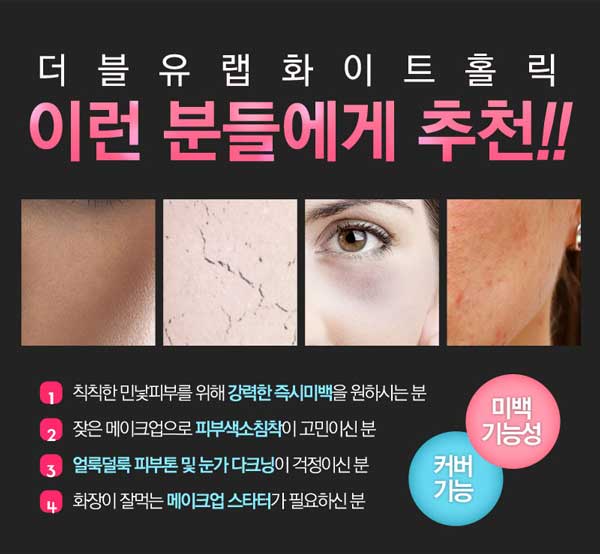 더블유랩화이트홀릭
이런 분들에게 추천!!
1 칙칙한 민낯피부를 위해 강력한 즉시미백을 원하시는 분
2 잦은 메이크업으로 피부색소침착이 고민이신 분
3 얼룩덜룩 피부톤 및 눈가 다크닝이 걱정이신 분
4 화장이 잘먹는 메이크업 스타터가 필요하신 분
미백
기능성
커버
기능